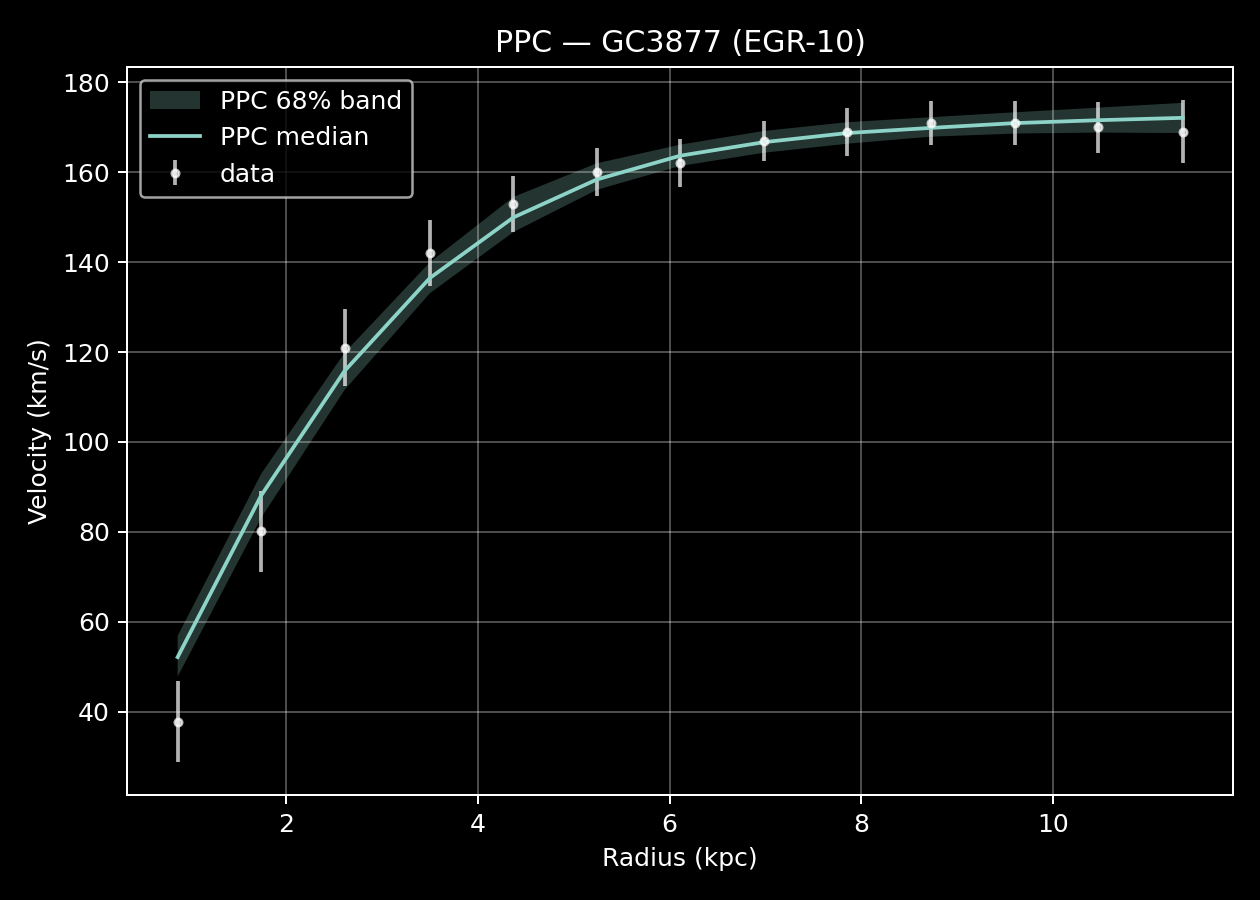 PPC — GC3877 (EGR-10)
PPC 68% band
PPC median
data
180
160
140
120
100
80
60
40
Velocity (km/s)
2
4
6
8
10
Radius (kpc)